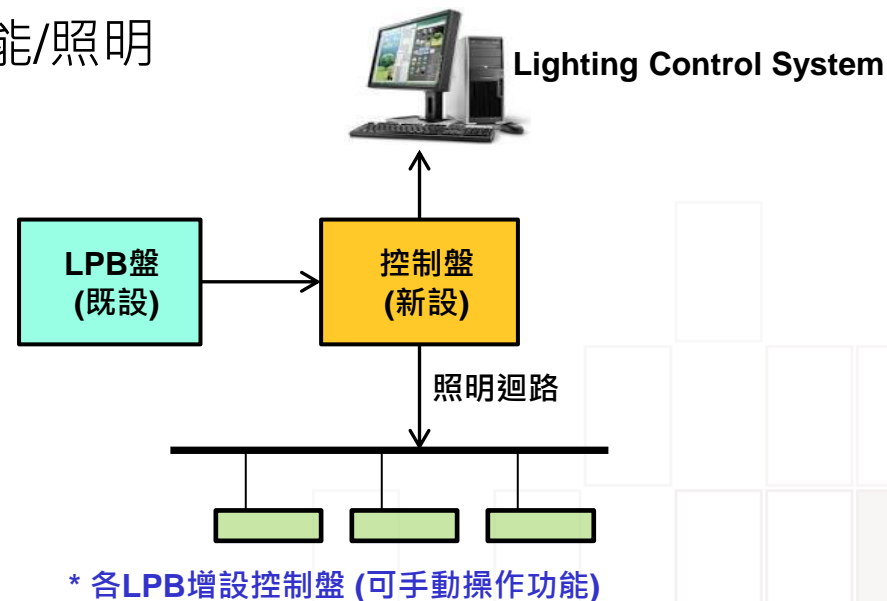 能/照明
Lighting Control System
LPB盤
(既設)
控制盤
(新設)
照明迴路
* 各LPB增設控制盤 (可手動操作功能)